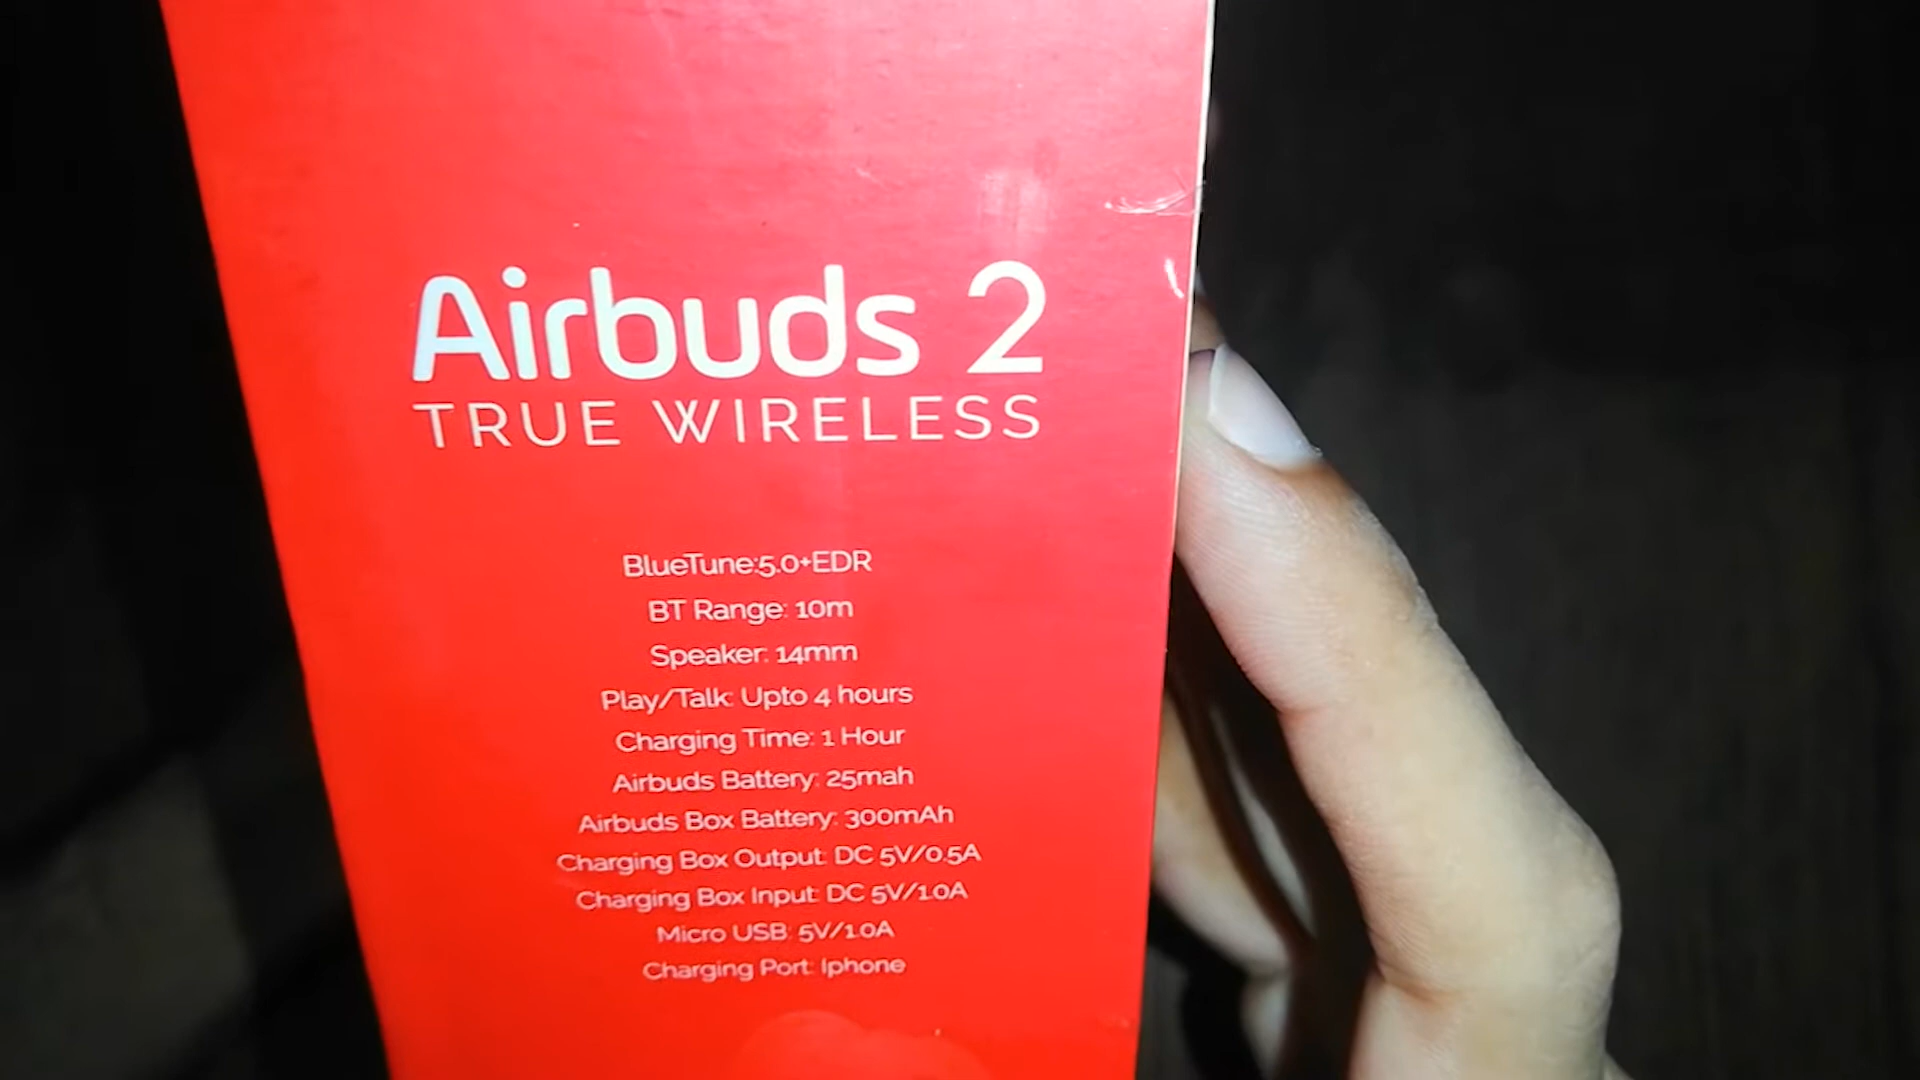 Airbuds 2
TRUE WIRELESS
BlueTune:5.0+EDR
BT Range: 10m
Speaker: 14mm
Play/Talk: Upto 4 hours
Charging Time: 1 Hour
Airbuds Battery: 25mah
Airbuds Box Battery: 300mAh
Charging Box Output: DC 5V/0.5A
Charging Box Input: DC 5V/1.0A
Micro USB: 5V/1.0A
Charging Port: Iphone